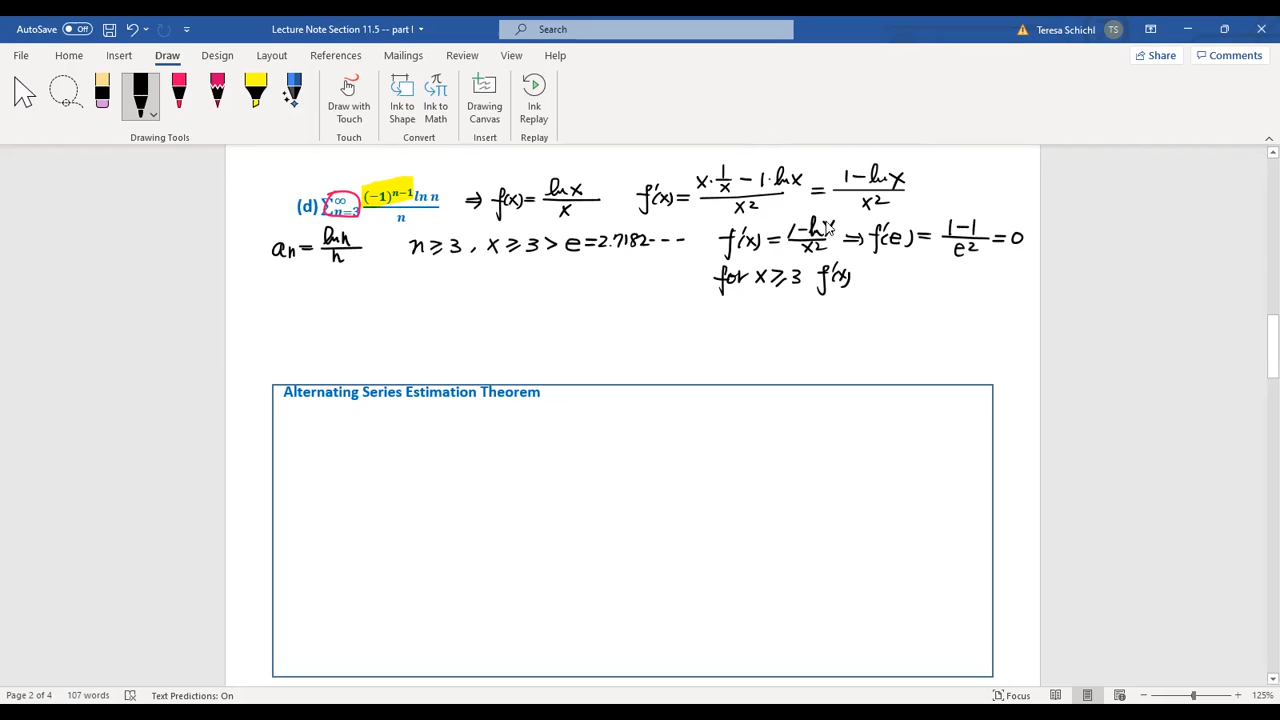 AutoSave Off Lecture Note Section 11.5 -- part I Search Teresa Schichl TS
File Home Insert Draw Design Layout References Mailings Review View Help Share Comments
Draw with Touch Ink to Shape Ink to Math Drawing Canvas Ink Replay
Drawing Tools Touch Convert Insert Replay
(d) ∑_{n=3}^{∞} (−1)^{n−1} ln n / n ⇒ f(x) = ln x / x f'(x) = (x · 1/x − 1 · ln x) / x² = (1 − ln x) / x²
aₙ = ln n / n n ≥ 3 , x ≥ 3 > e = 2.7182--- f'(x) = (1 − ln x) / x² ⇒ f'(e) = (1−1) / e² = 0
for x ≥ 3 f'(x)
Alternating Series Estimation Theorem
Page 2 of 4 107 words Text Predictions: On Focus 125%